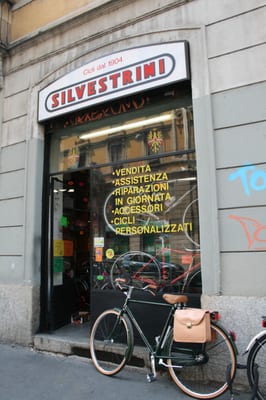 Cicli dal 1904
SILVESTRINI
•VENDITA
•ASSISTENZA
•RIPARAZIONI
IN GIORNATA
•ACCESSORI
•CICLI
PERSONALIZZATI